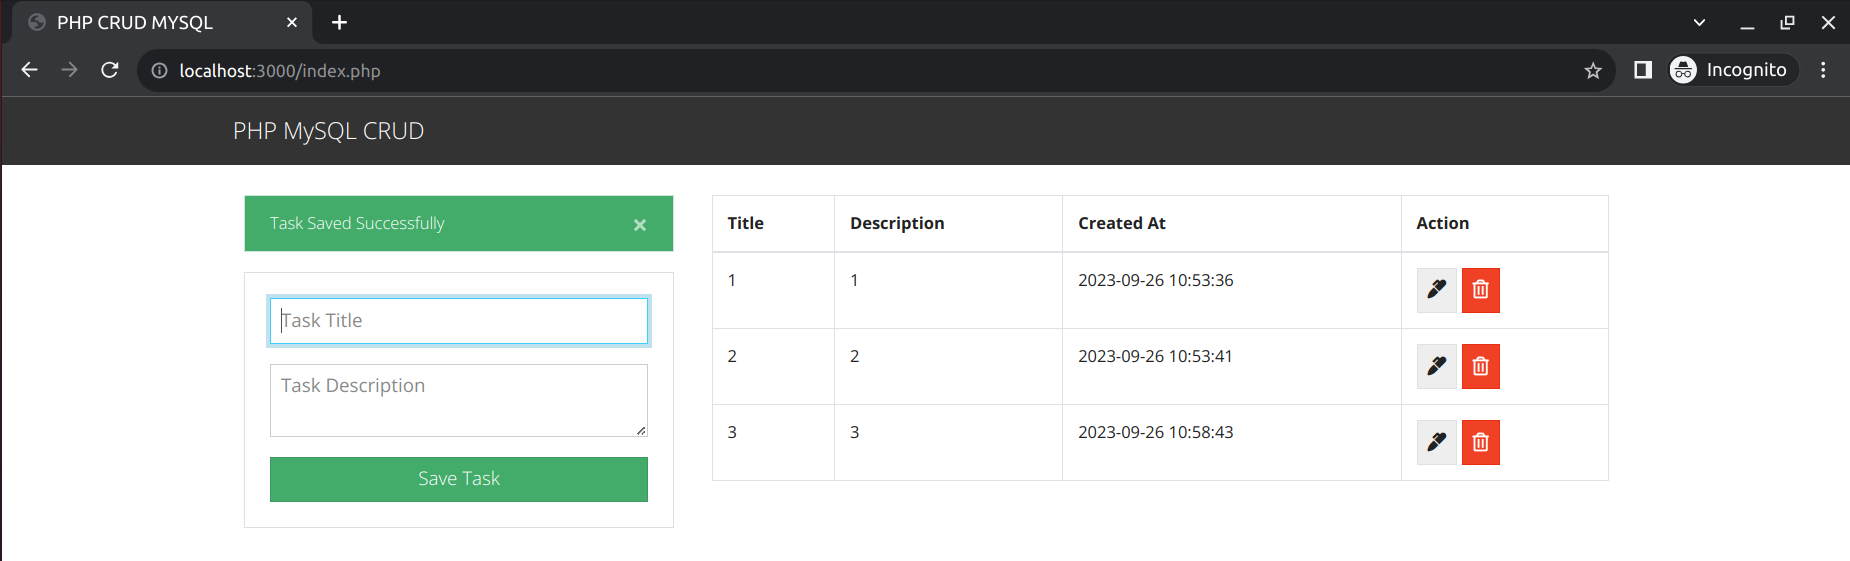 PHP CRUD MYSQL
localhost:3000/index.php
Incognito
PHP MySQL CRUD
Task Saved Successfully
Task Title
Task Description
Save Task
Title Description Created At Action
1 1 2023-09-26 10:53:36
2 2 2023-09-26 10:53:41
3 3 2023-09-26 10:58:43